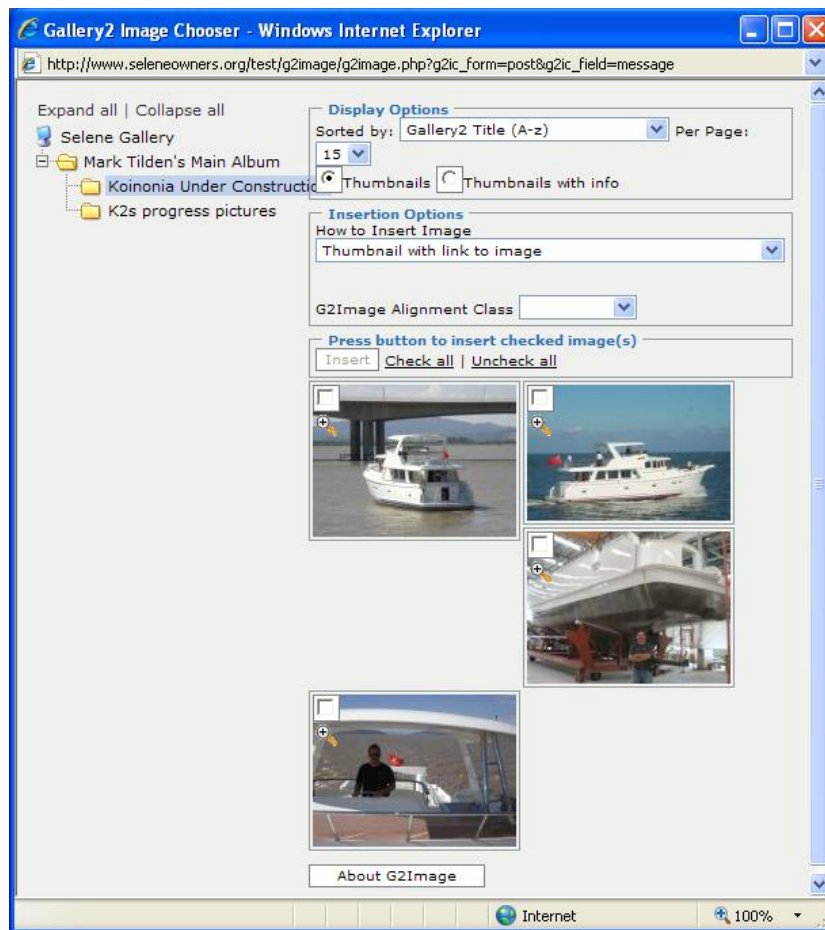 Gallery2 Image Chooser - Windows Internet Explorer
http://www.seleneowners.org/test/g2image/g2image.php?g2ic_form=post&g2ic_field=message
Expand all | Collapse all
Selene Gallery
Mark Tilden's Main Album
Koinonia Under Constructio
K2s progress pictures
Display Options
Sorted by: Gallery2 Title (A-z) Per Page:
15
Thumbnails Thumbnails with info
Insertion Options
How to Insert Image
Thumbnail with link to image
G2Image Alignment Class
Press button to insert checked image(s)
Insert Check all | Uncheck all
About G2Image
Internet 100%